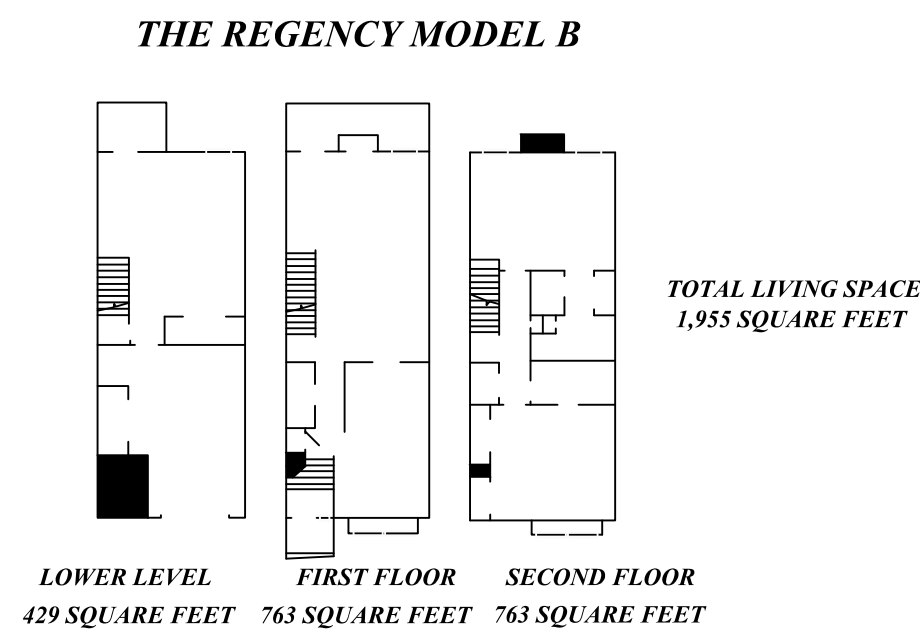 THE REGENCY MODEL B
TOTAL LIVING SPACE
1,955 SQUARE FEET
LOWER LEVEL
429 SQUARE FEET
FIRST FLOOR
763 SQUARE FEET
SECOND FLOOR
763 SQUARE FEET